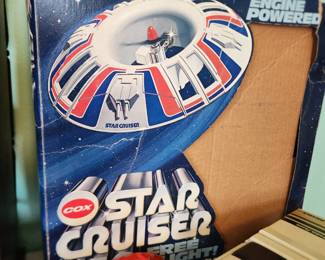 ENGINE
POWERED
STAR CRUISER
COX
STAR
CRUISER
FREE
FLIGHT!